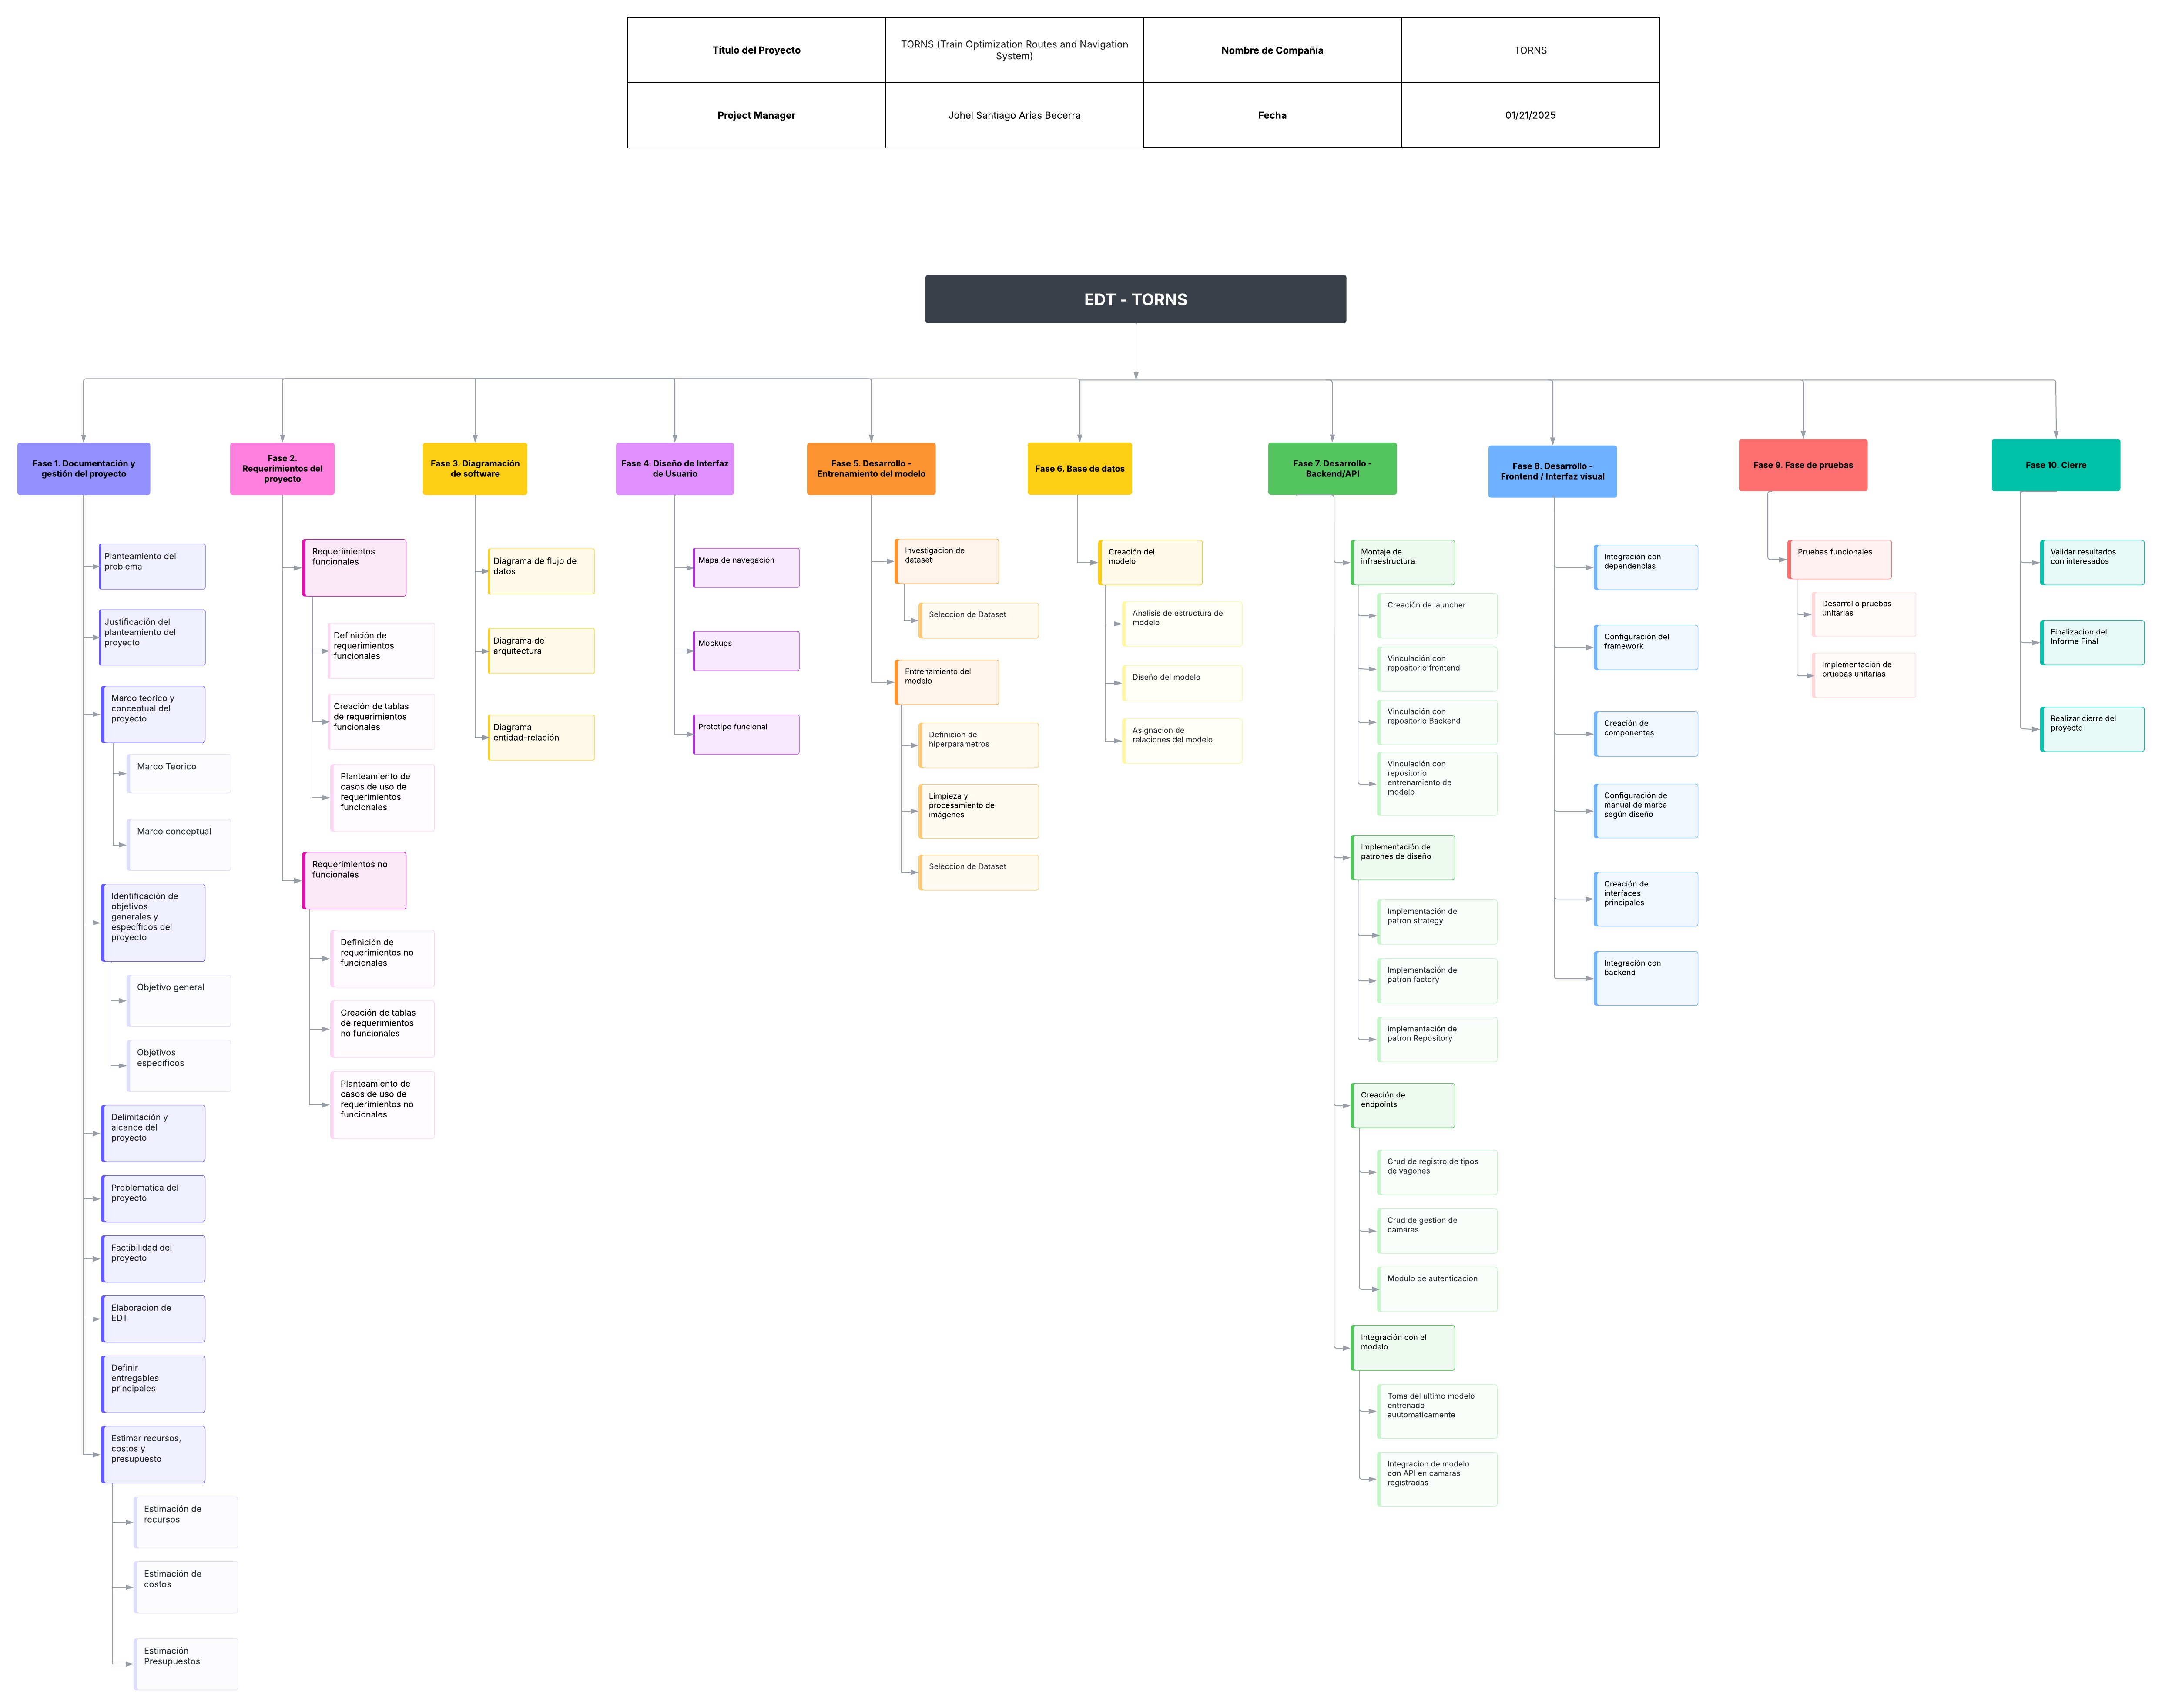 Titulo del Proyecto
TORNS (Train Optimization Routes and Navigation
System)
Nombre de Compañia
TORNS
Project Manager
Johel Santiago Arias Becerra
Fecha
01/21/2025
EDT - TORNS
Fase 1. Documentación y
gestión del proyecto
Planteamiento del
problema
Justificación del
planteamiento del
proyecto
Marco teoríco y
conceptual del
proyecto
Marco Teorico
Marco conceptual
Identificación de
objetivos
generales y
específicos del
proyecto
Objetivo general
Objetivos
especificos
Delimitación y
alcance del
proyecto
Problematica del
proyecto
Factibilidad del
proyecto
Elaboracion de
EDT
Definir
entregables
principales
Estimar recursos,
costos y
presupuesto
Estimación de
recursos
Estimación de
costos
Estimación
Presupuestos
Fase 2.
Requerimientos del
proyecto
Requerimientos
funcionales
Definición de
requerimientos
funcionales
Creación de tablas
de requerimientos
funcionales
Planteamiento de
casos de uso de
requerimientos
funcionales
Requerimientos no
funcionales
Definición de
requerimientos no
funcionales
Creación de tablas
de requerimientos
no funcionales
Planteamiento de
casos de uso de
requerimientos no
funcionales
Fase 3. Diagramación
de software
Diagrama de flujo de
datos
Diagrama de
arquitectura
Diagrama
entidad-relación
Fase 4. Diseño de Interfaz
de Usuario
Mapa de navegación
Mockups
Prototipo funcional
Fase 5. Desarrollo -
Entrenamiento del modelo
Investigacion de
dataset
Seleccion de Dataset
Entrenamiento del
modelo
Definicion de
hiperparametros
Limpieza y
procesamiento de
imágenes
Seleccion de Dataset
Fase 6. Base de datos
Creación del
modelo
Analisis de estructura de
modelo
Diseño del modelo
Asignacion de
relaciones del modelo
Fase 7. Desarrollo -
Backend/API
Montaje de
infraestructura
Creación de launcher
Vinculación con
repositorio frontend
Vinculación con
repositorio Backend
Vinculación con
repositorio
entrenamiento de
modelo
Implementación de
patrones de diseño
Implementación de
patron strategy
Implementación de
patron factory
implementación de
patron Repository
Creación de
endpoints
Crud de registro de tipos
de vagones
Crud de gestion de
camaras
Modulo de autenticacion
Integración con el
modelo
Toma del ultimo modelo
entrenado
auutomaticamente
Integracion de modelo
con API en camaras
registradas
Fase 8. Desarrollo -
Frontend / Interfaz visual
Integración con
dependencias
Configuración del
framework
Creación de
componentes
Configuración de
manual de marca
según diseño
Creación de
interfaces
principales
Integración con
backend
Fase 9. Fase de pruebas
Pruebas funcionales
Desarrollo pruebas
unitarias
Implementacion de
pruebas unitarias
Fase 10. Cierre
Validar resultados
con interesados
Finalizacion del
Informe Final
Realizar cierre del
proyecto